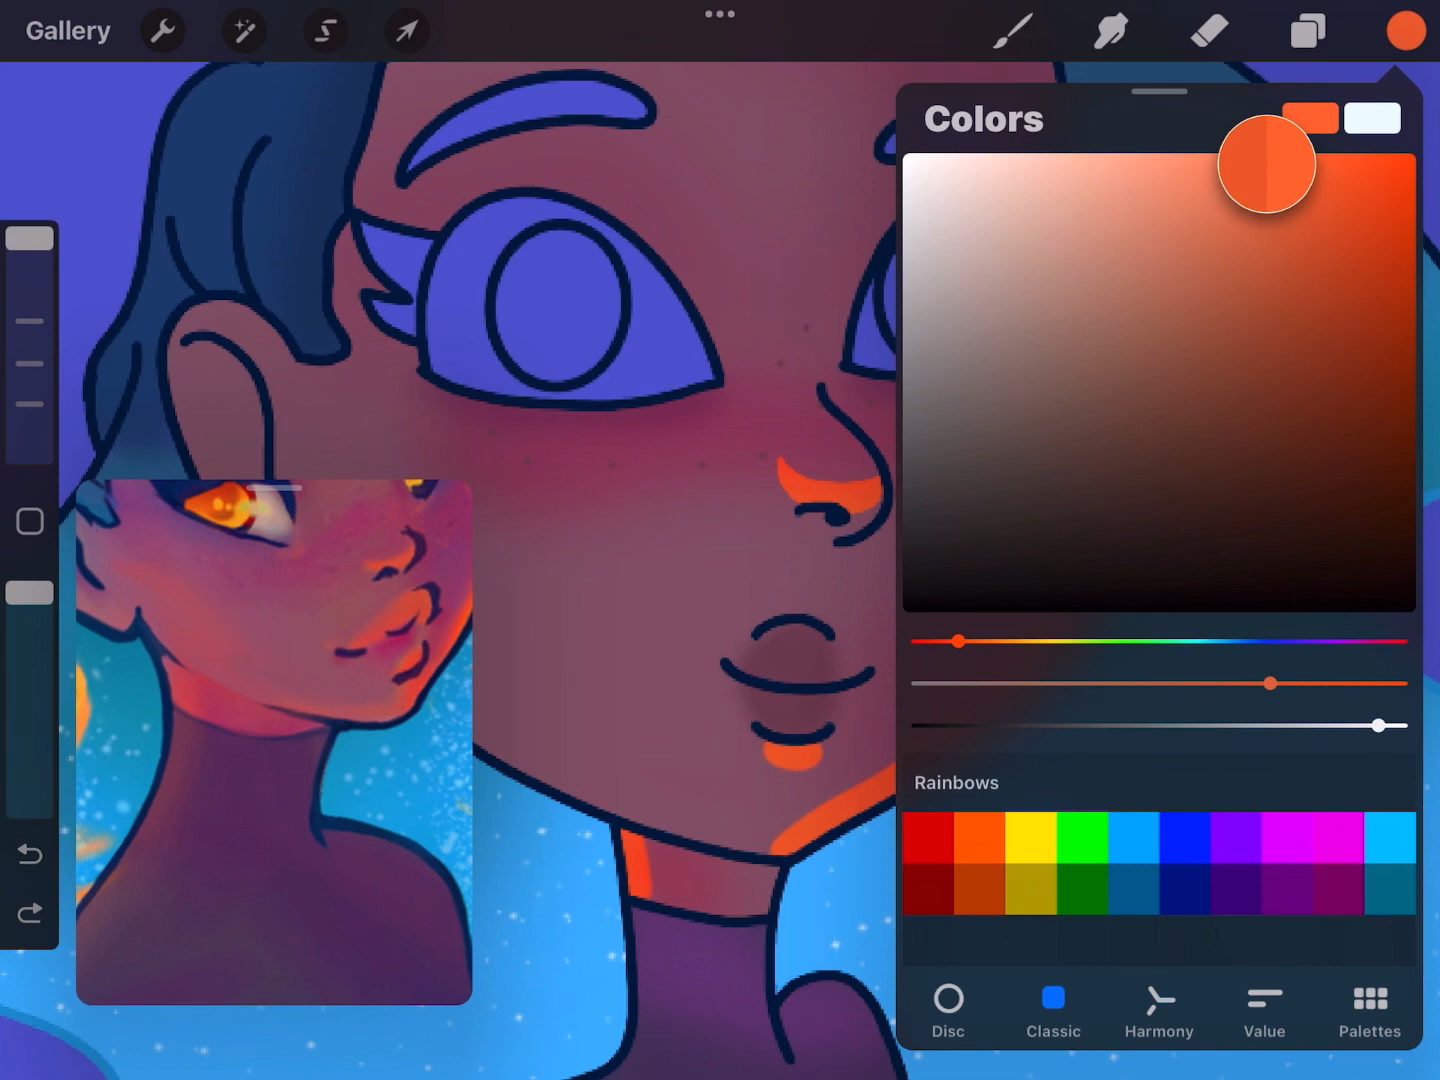 Gallery
Colors
Rainbows
Disc
Classic
Harmony
Value
Palettes